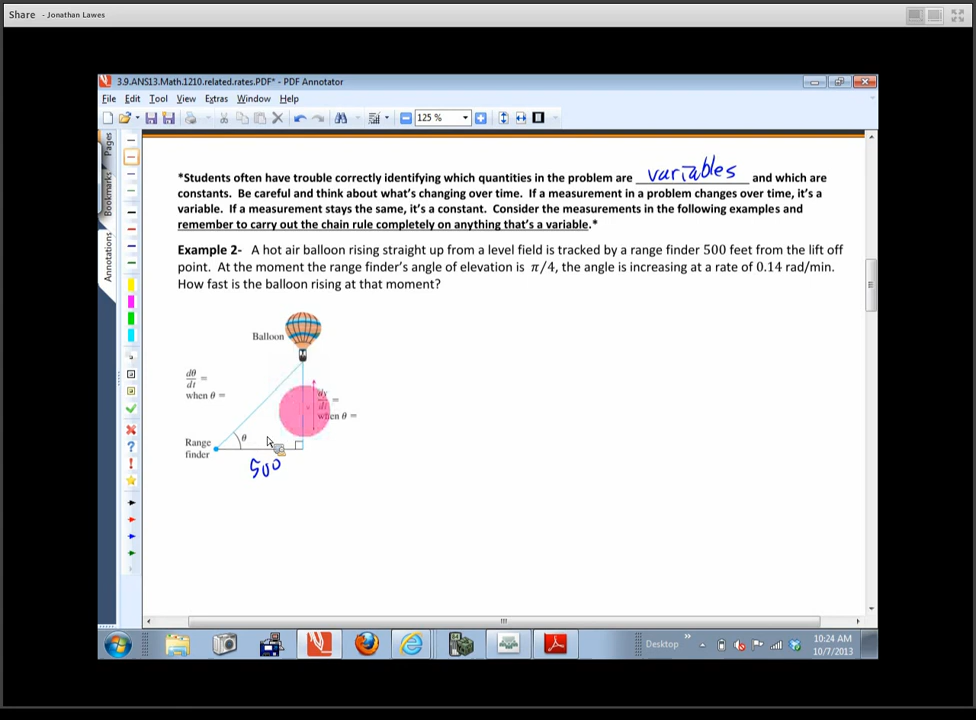 Share - Jonathan Lawes
3.9.ANS13.Math.1210.related.rates.PDF* - PDF Annotator
File Edit Tool View Extras Window Help
125 %
Pages
Bookmarks
Annotations
*Students often have trouble correctly identifying which quantities in the problem are variables and which are
constants. Be careful and think about what's changing over time. If a measurement in a problem changes over time, it's a
variable. If a measurement stays the same, it's a constant. Consider the measurements in the following examples and
remember to carry out the chain rule completely on anything that's a variable.*
Example 2- A hot air balloon rising straight up from a level field is tracked by a range finder 500 feet from the lift off
point. At the moment the range finder's angle of elevation is π/4, the angle is increasing at a rate of 0.14 rad/min.
How fast is the balloon rising at that moment?
Balloon
dθ/dt =
when θ =
dy/dt =
when θ =
Range
finder
θ
500
Desktop
10:24 AM
10/7/2013